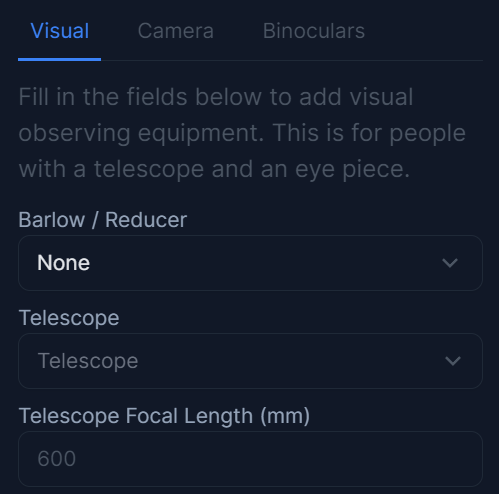 Visual Camera Binoculars
Fill in the fields below to add visual
observing equipment. This is for people
with a telescope and an eye piece.
Barlow / Reducer
None
Telescope
Telescope
Telescope Focal Length (mm)
600